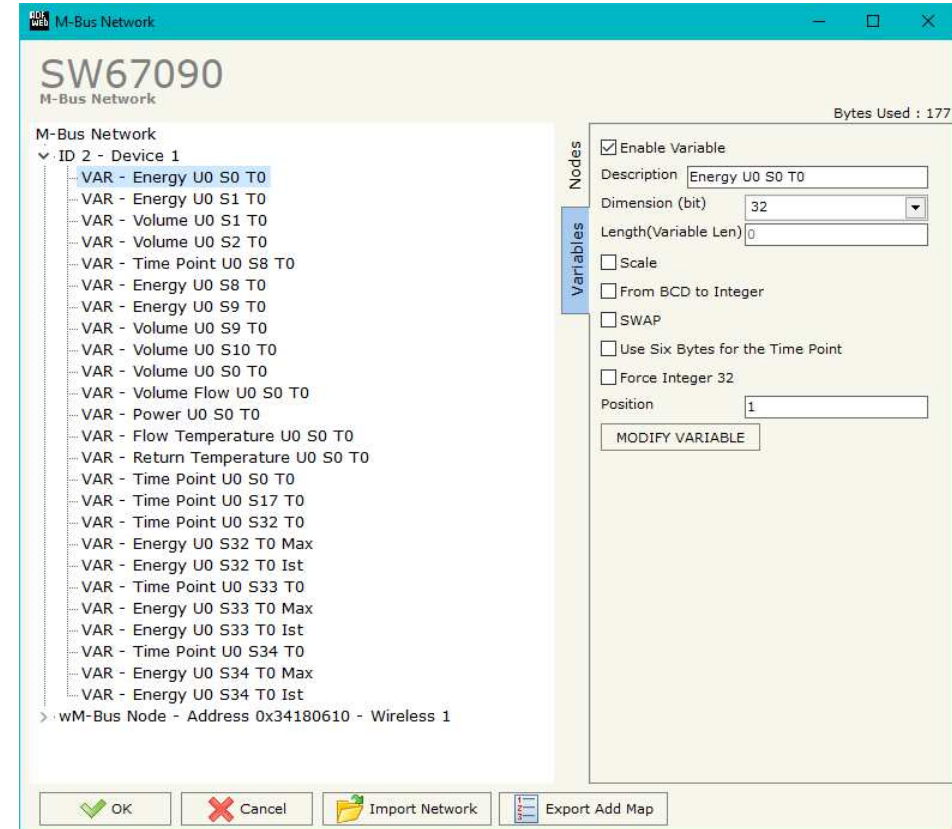 ADF WEB M-Bus Network
SW67090
M-Bus Network
Bytes Used : 177
M-Bus Network
ID 2 - Device 1
VAR - Energy U0 S0 T0
VAR - Energy U0 S1 T0
VAR - Volume U0 S1 T0
VAR - Volume U0 S2 T0
VAR - Time Point U0 S8 T0
VAR - Energy U0 S8 T0
VAR - Energy U0 S9 T0
VAR - Volume U0 S9 T0
VAR - Volume U0 S10 T0
VAR - Volume U0 S0 T0
VAR - Volume Flow U0 S0 T0
VAR - Power U0 S0 T0
VAR - Flow Temperature U0 S0 T0
VAR - Return Temperature U0 S0 T0
VAR - Time Point U0 S0 T0
VAR - Time Point U0 S17 T0
VAR - Time Point U0 S32 T0
VAR - Energy U0 S32 T0 Max
VAR - Energy U0 S32 T0 Ist
VAR - Time Point U0 S33 T0
VAR - Energy U0 S33 T0 Max
VAR - Energy U0 S33 T0 Ist
VAR - Time Point U0 S34 T0
VAR - Energy U0 S34 T0 Max
VAR - Energy U0 S34 T0 Ist
wM-Bus Node - Address 0x34180610 - Wireless 1
Nodes
Variables
Enable Variable
Description Energy U0 S0 T0
Dimension (bit) 32
Length(Variable Len) 0
Scale
From BCD to Integer
SWAP
Use Six Bytes for the Time Point
Force Integer 32
Position 1
MODIFY VARIABLE
OK
Cancel
Import Network
Export Add Map